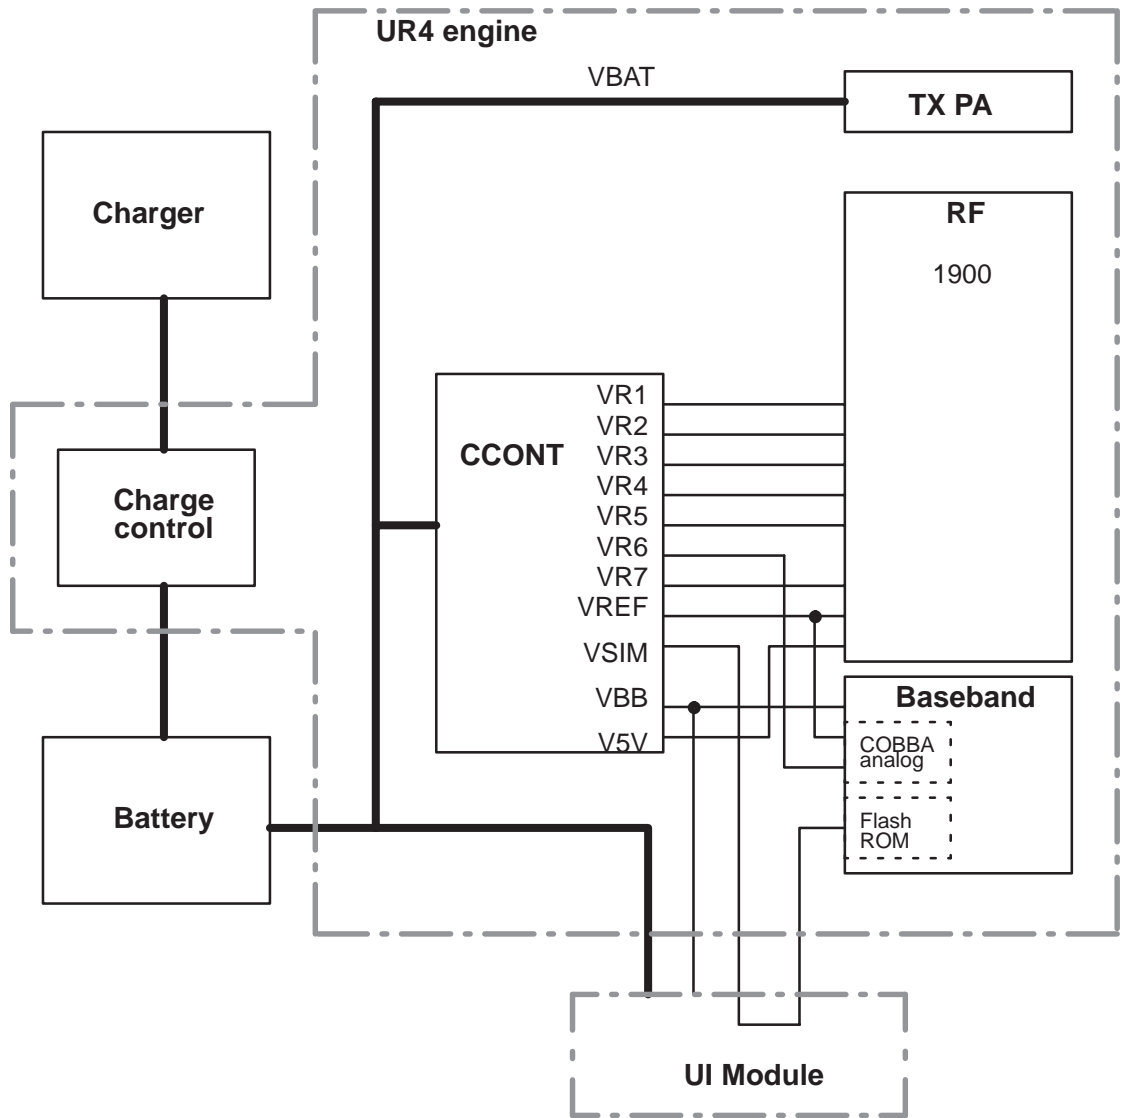 UR4 engine
VBAT
TX PA
Charger
RF
1900
VR1
VR2
CCONT
VR3
VR4
VR5
VR6
VR7
VREF
VSIM
VBB
V5V
Charge
control
Baseband
COBBA
analog
Flash
ROM
Battery
UI Module